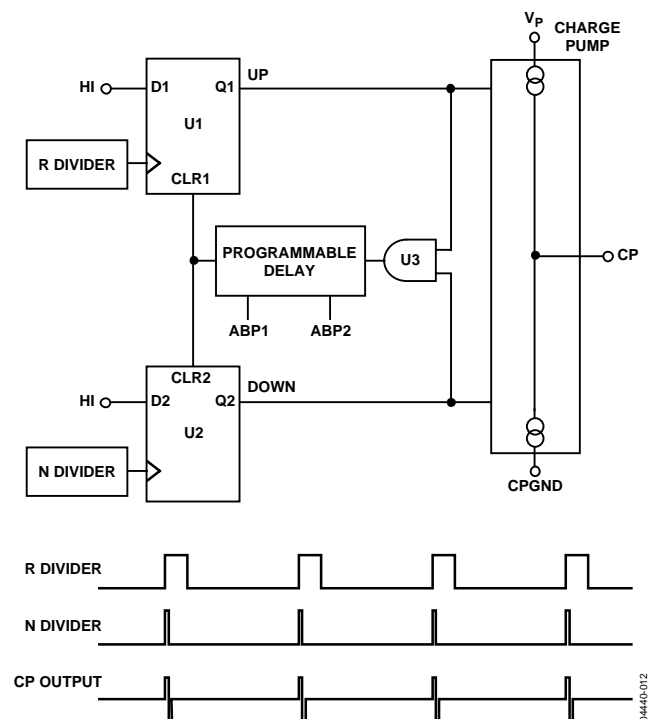 VP
CHARGE
PUMP
UP
HI
D1
Q1
U1
R DIVIDER
CLR1
PROGRAMMABLE
DELAY
U3
CP
ABP1
ABP2
CLR2
DOWN
HI
D2
Q2
U2
N DIVIDER
CPGND
R DIVIDER
N DIVIDER
CP OUTPUT
04440-012